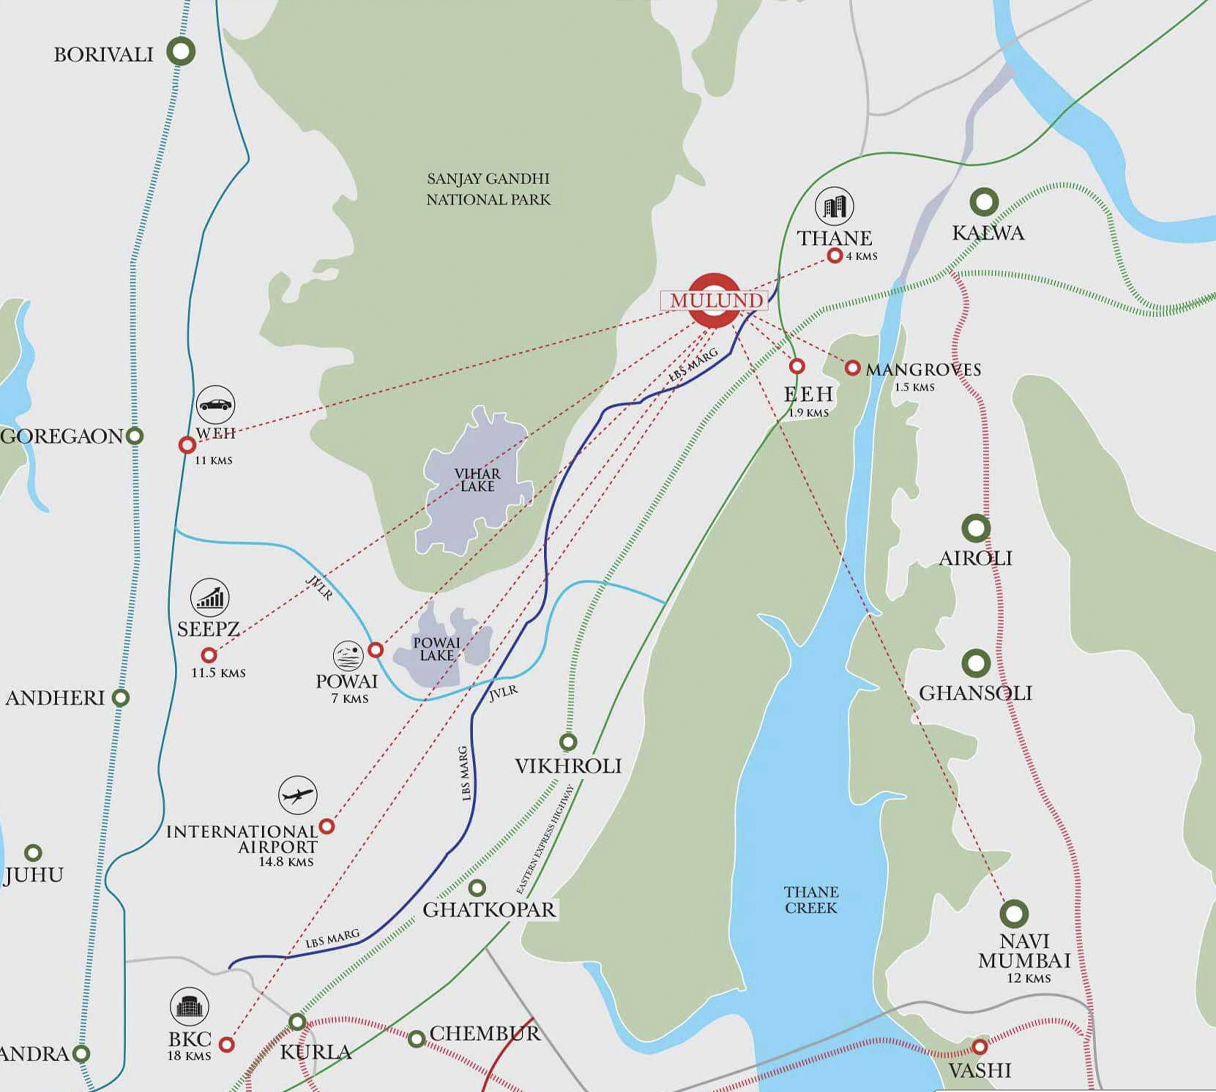 BORIVALI
SANJAY GANDHI
NATIONAL PARK
THANE
4 KMS
KALWA
MULUND
LBS MARG
MANGROVES
1.5 KMS
EEH
1.9 KMS
WEH
11 KMS
GOREGAON
VIHAR
LAKE
AIROLI
JVLR
SEEPZ
11.5 KMS
POWAI
LAKE
POWAI
7 KMS
JVLR
GHANSOLI
ANDHERI
LBS MARG
VIKHROLI
INTERNATIONAL
AIRPORT
14.8 KMS
EASTERN EXPRESS HIGHWAY
JUHU
GHATKOPAR
THANE
CREEK
LBS MARG
NAVI
MUMBAI
12 KMS
BKC
18 KMS
CHEMBUR
KURLA
ANDRA
VASHI